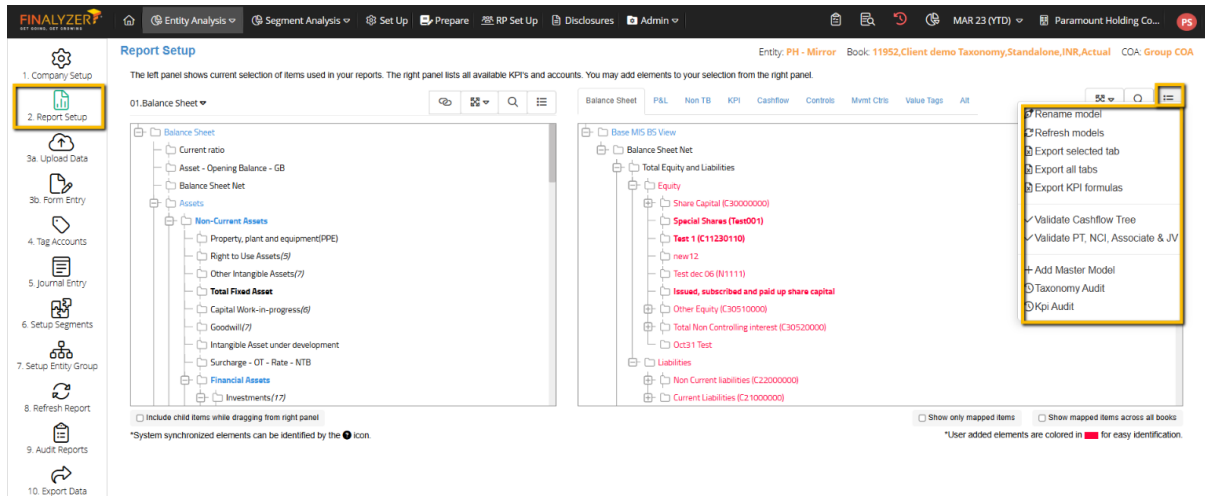 FINALYZER
GET GOING, GET GROWING
Entity Analysis
Segment Analysis
Set Up
Prepare
RP Set Up
Disclosures
Admin
MAR 23 (YTD)
Paramount Holding Co...
PS
1. Company Setup
2. Report Setup
3a. Upload Data
3b. Form Entry
4. Tag Accounts
5. Journal Entry
6. Setup Segments
7. Setup Entity Group
8. Refresh Report
9. Audit Reports
10. Export Data
Report Setup
Entity: PH - Mirror Book: 11952,Client demo Taxonomy,Standalone,INR,Actual COA: Group COA
The left panel shows current selection of items used in your reports. The right panel lists all available KPI's and accounts. You may add elements to your selection from the right panel.
01.Balance Sheet
Balance Sheet
Current ratio
Asset - Opening Balance - GB
Balance Sheet Net
Assets
Non-Current Assets
Property, plant and equipment(PPE)
Right to Use Assets(5)
Other Intangible Assets(7)
Total Fixed Asset
Capital Work-in-progress(6)
Goodwill(7)
Intangible Asset under development
Surcharge - OT - Rate - NTB
Financial Assets
Investments(17)
Include child items while dragging from right panel
*System synchronized elements can be identified by the ? icon.
Balance Sheet P&L Non TB KPI Cashflow Controls Mvmt Ctrls Value Tags Alt
Base MIS BS View
Balance Sheet Net
Total Equity and Liabilities
Equity
Share Capital (C30000000)
Special Shares (Test001)
Test 1 (C11230110)
new12
Test dec 06 (N1111)
Issued, subscribed and paid up share capital
Other Equity (C30510000)
Total Non Controlling interest (C30520000)
Oct31 Test
Liabilities
Non Current liabilities (C22000000)
Current Liabilities (C21000000)
Rename model
Refresh models
Export selected tab
Export all tabs
Export KPI formulas
Validate Cashflow Tree
Validate PT, NCI, Associate & JV
Add Master Model
Taxonomy Audit
Kpi Audit
Show only mapped items
Show mapped items across all books
*User added elements are colored in for easy identification.